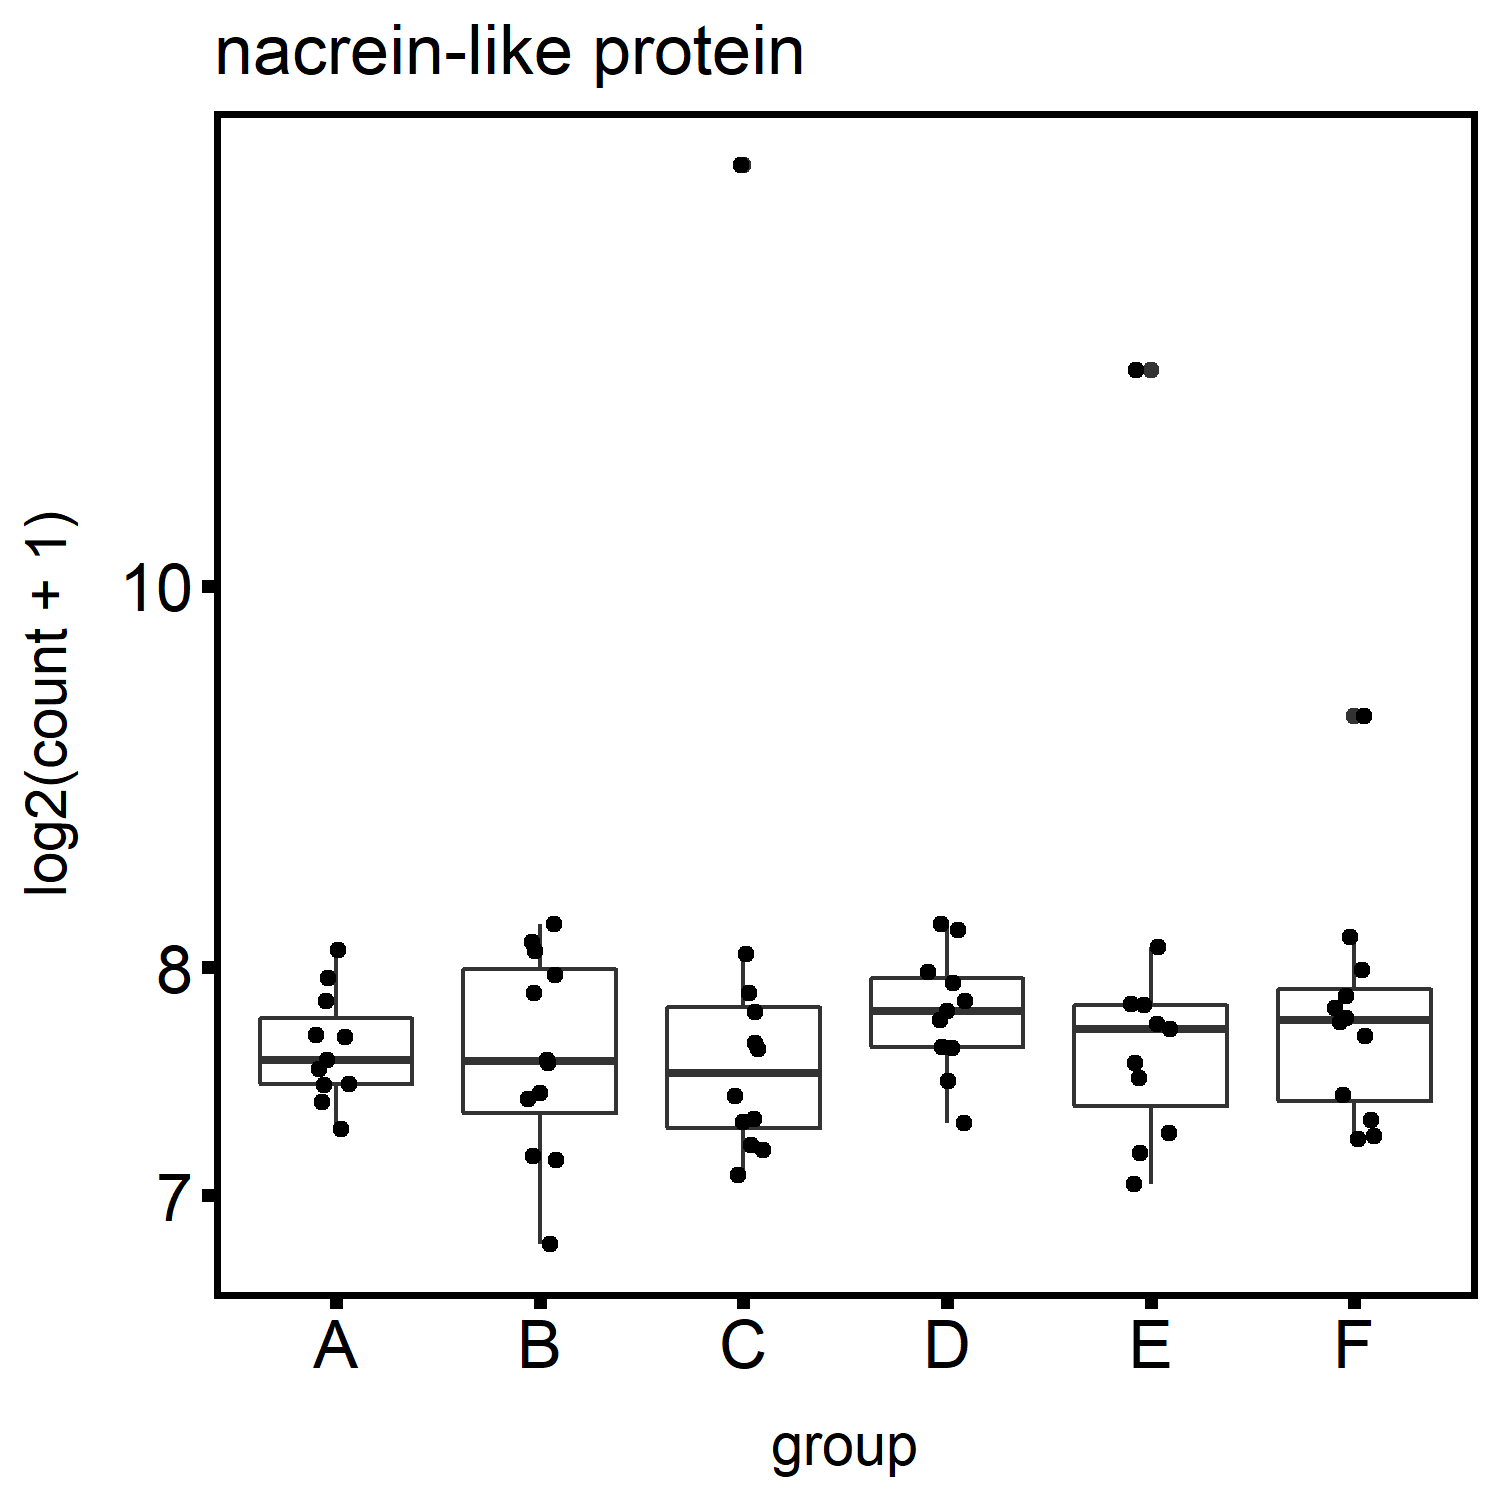 nacrein-like protein
log2(count + 1)
10
8
7
A B C D E F
group